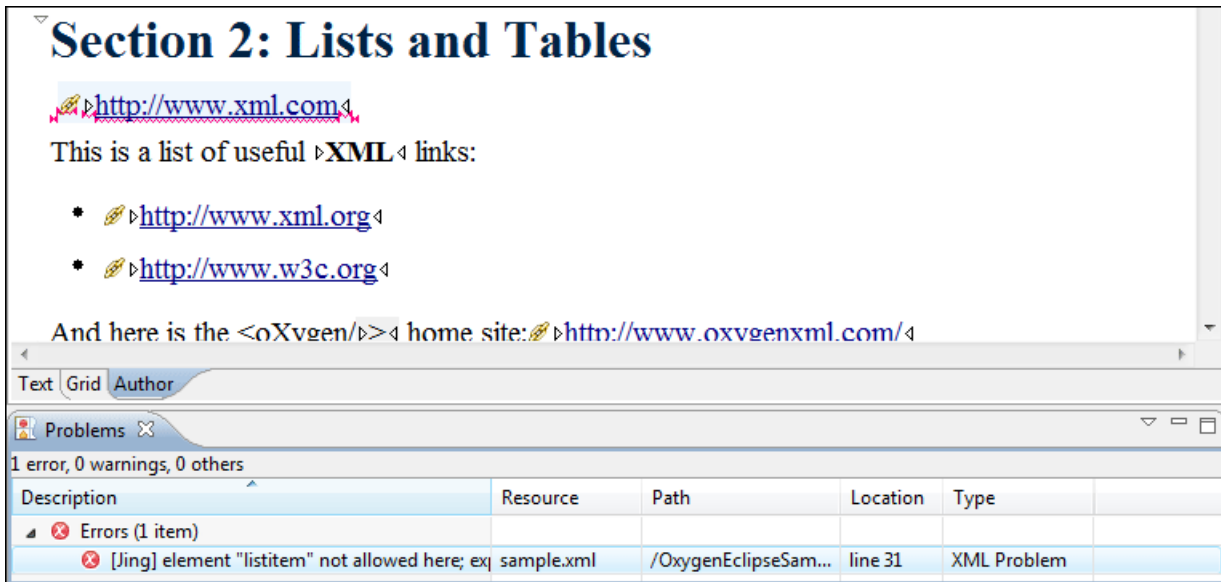 Section 2: Lists and Tables
http://www.xml.com
This is a list of useful XML links:
http://www.xml.org
http://www.w3c.org
And here is the <oXygen/> home site: http://www.oxygenxml.com/
Text Grid Author
Problems
1 error, 0 warnings, 0 others
Description Resource Path Location Type
Errors (1 item)
[Jing] element "listitem" not allowed here; exp sample.xml /OxygenEclipseSam... line 31 XML Problem